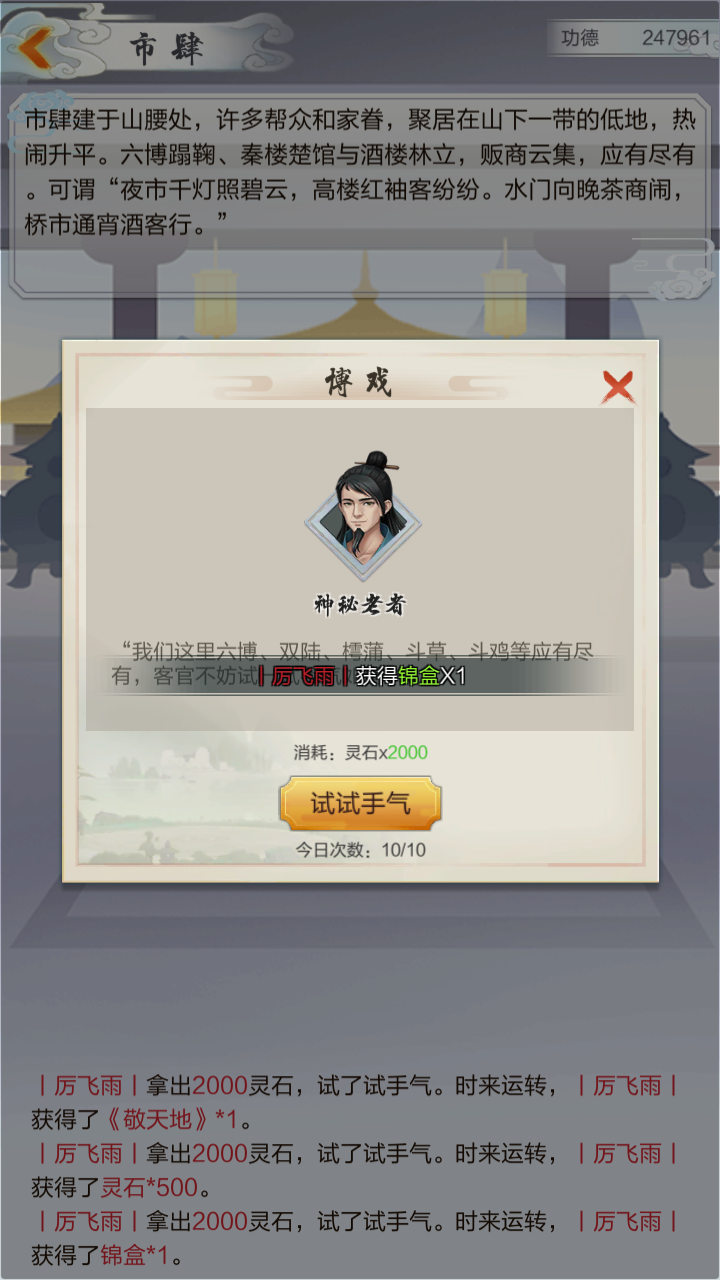 市肆
功德 247961
市肆建于山腰处，许多帮众和家眷，聚居在山下一带的低地，热
闹升平。六博蹋鞠、秦楼楚馆与酒楼林立，贩商云集，应有尽有
。可谓“夜市千灯照碧云，高楼红袖客纷纷。水门向晚茶商闹，
桥市通宵酒客行。”
博戏
神秘老者
“我们这里六博、双陆、樗蒲、斗草、斗鸡等应有尽
有，客官不妨试一试
丨厉飞雨丨获得锦盒X1
消耗：灵石x2000
试试手气
今日次数：10/10
丨厉飞雨丨拿出2000灵石，试了试手气。时来运转，丨厉飞雨丨
获得了《敬天地》*1。
丨厉飞雨丨拿出2000灵石，试了试手气。时来运转，丨厉飞雨丨
获得了灵石*500。
丨厉飞雨丨拿出2000灵石，试了试手气。时来运转，丨厉飞雨丨
获得了锦盒*1。